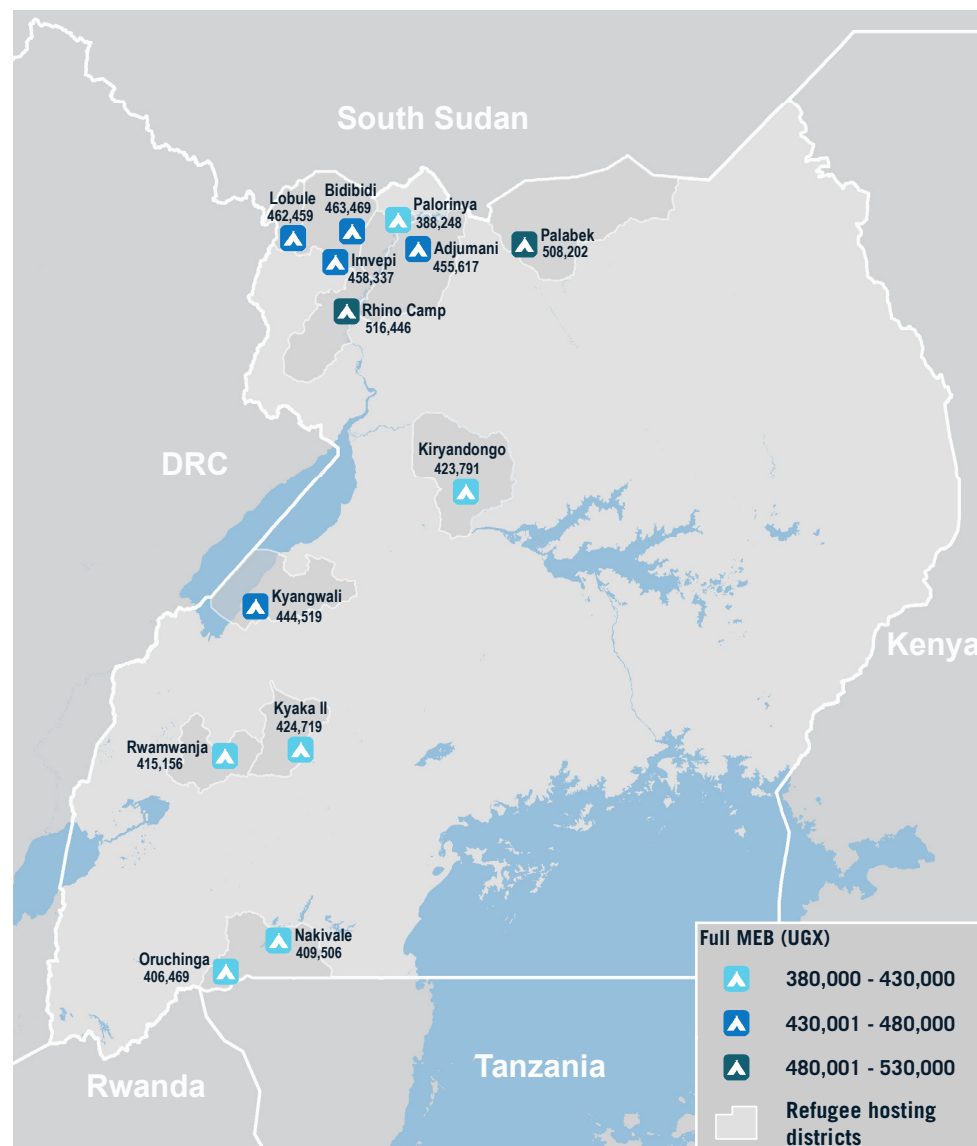 South Sudan
Bidibidi
463,469
Lobule
462,459
Palorinya
388,248
Palabek
508,202
Adjumani
455,617
Imvepi
458,337
Rhino Camp
516,446
DRC
Kiryandongo
423,791
Kyangwali
444,519
Kenya
Kyaka II
424,719
Rwamwanja
415,156
Nakivale
409,506
Oruchinga
406,469
Rwanda
Tanzania
Full MEB (UGX)
380,000 - 430,000
430,001 - 480,000
480,001 - 530,000
Refugee hosting
districts